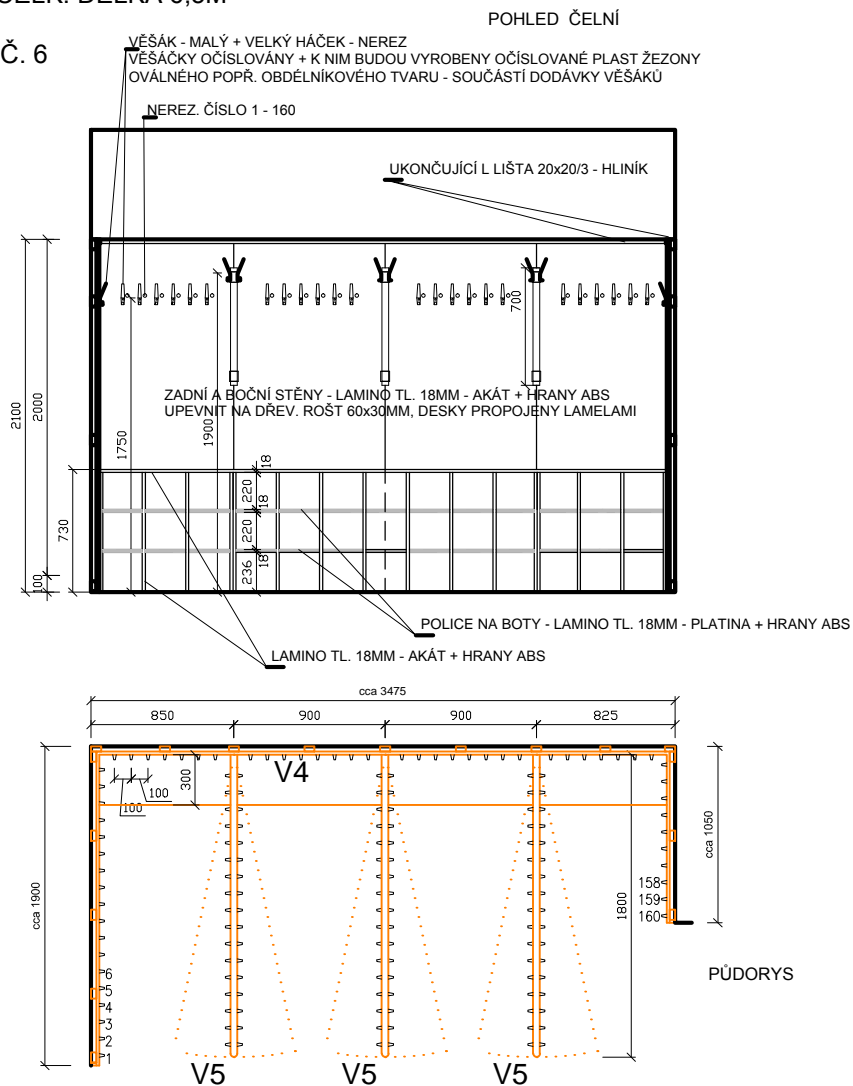 POHLED ČELNÍ
Č. 6
VĚŠÁK - MALÝ + VELKÝ HÁČEK - NEREZ
VĚŠÁČKY OČÍSLOVÁNY + K NIM BUDOU VYROBENY OČÍSLOVANÉ PLAST ŽEZONY
OVÁLNÉHO POPŘ. OBDÉLNÍKOVÉHO TVARU - SOUČÁSTÍ DODÁVKY VĚŠÁKŮ
NEREZ. ČÍSLO 1 - 160
UKONČUJÍCÍ L LIŠTA 20x20/3 - HLINÍK
700
ZADNÍ A BOČNÍ STĚNY - LAMINO TL. 18MM - AKÁT + HRANY ABS
UPEVNIT NA DŘEV. ROŠT 60x30MM, DESKY PROPOJENY LAMELAMI
2100
2000
1750
1900
730
100
18
220
18
220
18
236
POLICE NA BOTY - LAMINO TL. 18MM - PLATINA + HRANY ABS
LAMINO TL. 18MM - AKÁT + HRANY ABS
cca 3475
850
900
900
825
V4
300
100
100
cca 1900
1800
cca 1050
158
159
160
6
5
4
3
2
1
PŮDORYS
V5
V5
V5